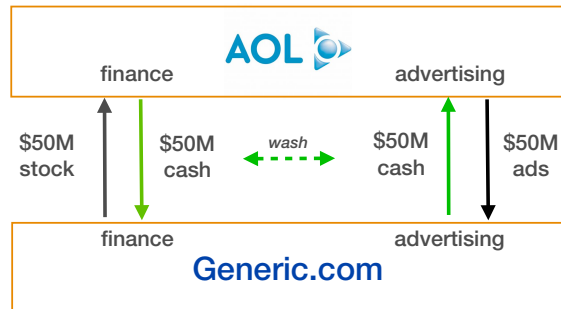 AOL
finance
advertising
$50M
stock
$50M
cash
wash
$50M
cash
$50M
ads
finance
advertising
Generic.com